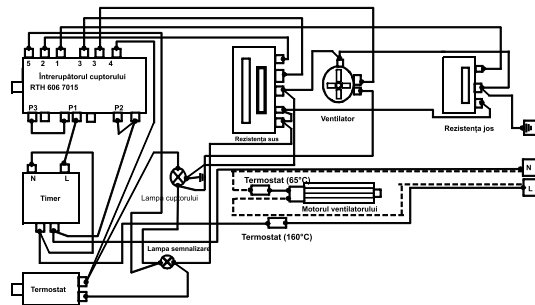 5 2 1 3 3 4
Întrerupătorul cuptorului
RTH 606 7015
P3 P1 P2
Rezistența sus
Ventilator
Rezistența jos
N L
Timer
Lampa cuptorului
Termostat (65°C)
Motorul ventilatorului
N
L
Termostat (160°C)
Lampa semnalizare
Termostat